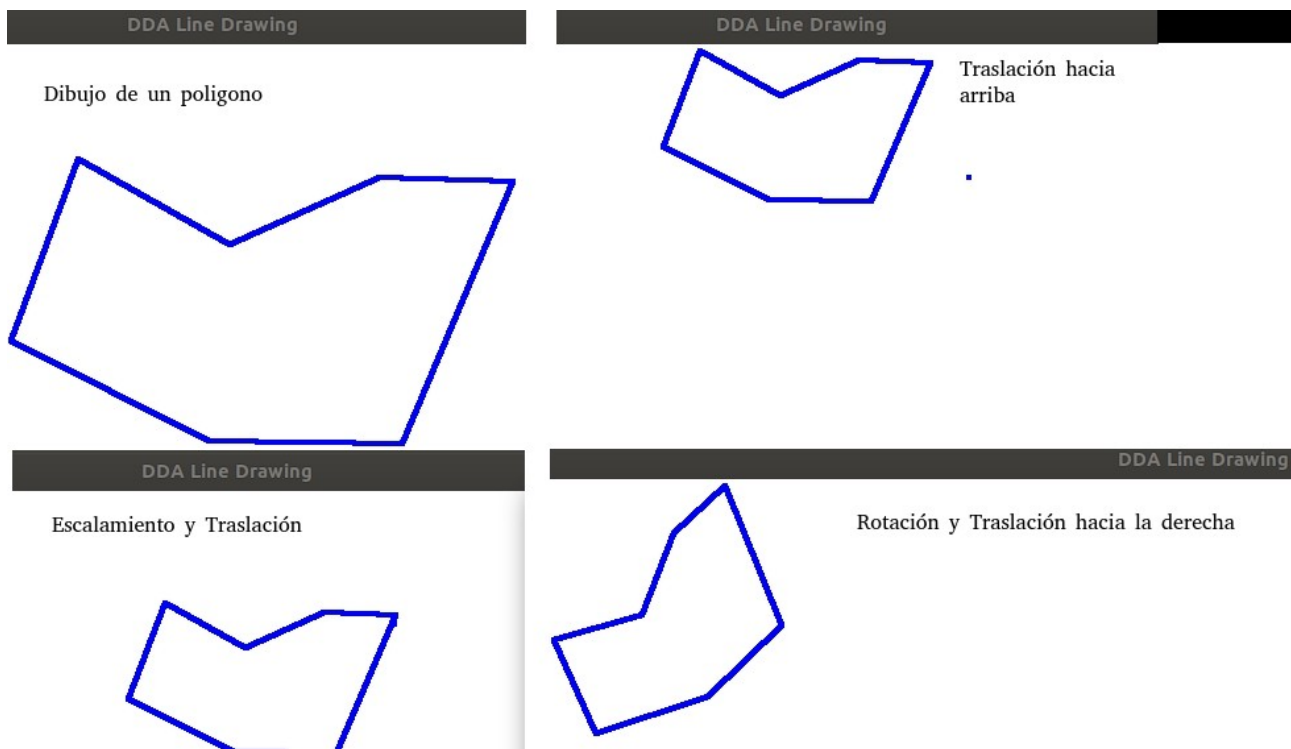 DDA Line Drawing
Dibujo de un poligono
DDA Line Drawing
Traslación hacia
arriba
DDA Line Drawing
Escalamiento y Traslación
DDA Line Drawing
Rotación y Traslación hacia la derecha